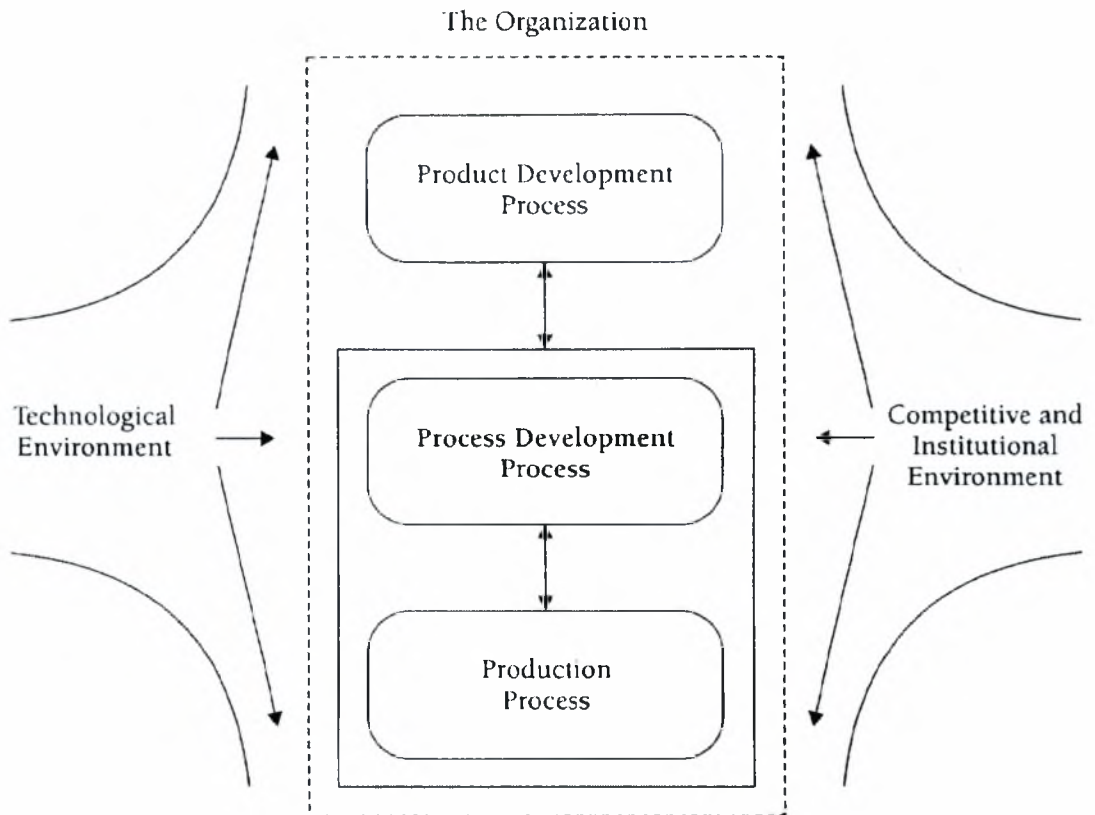 The Organization
Product Development
Process
Technological
Environment
Process Development
Process
Competitive and
Institutional
Environment
Production
Process